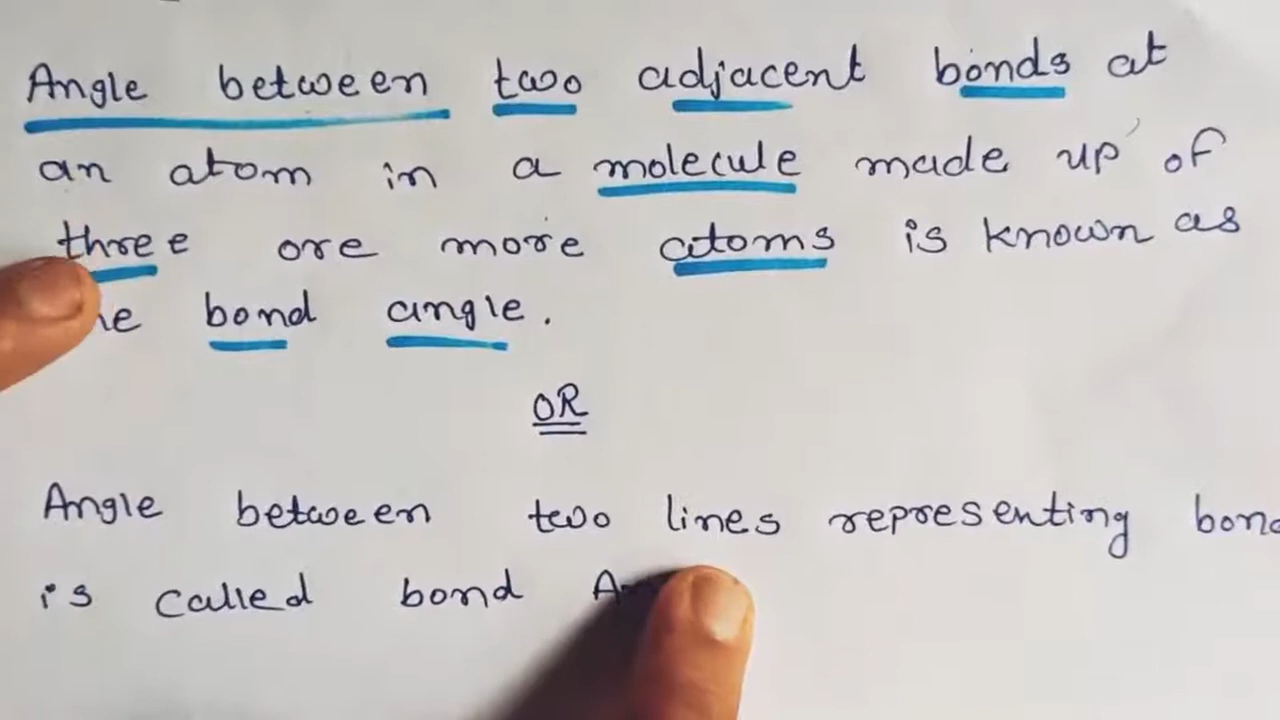 Angle between two adjacent bonds at
an atom in a molecule made up of
three ore more atoms is known as
bond angle.
OR
Angle between two lines representing
is called bond